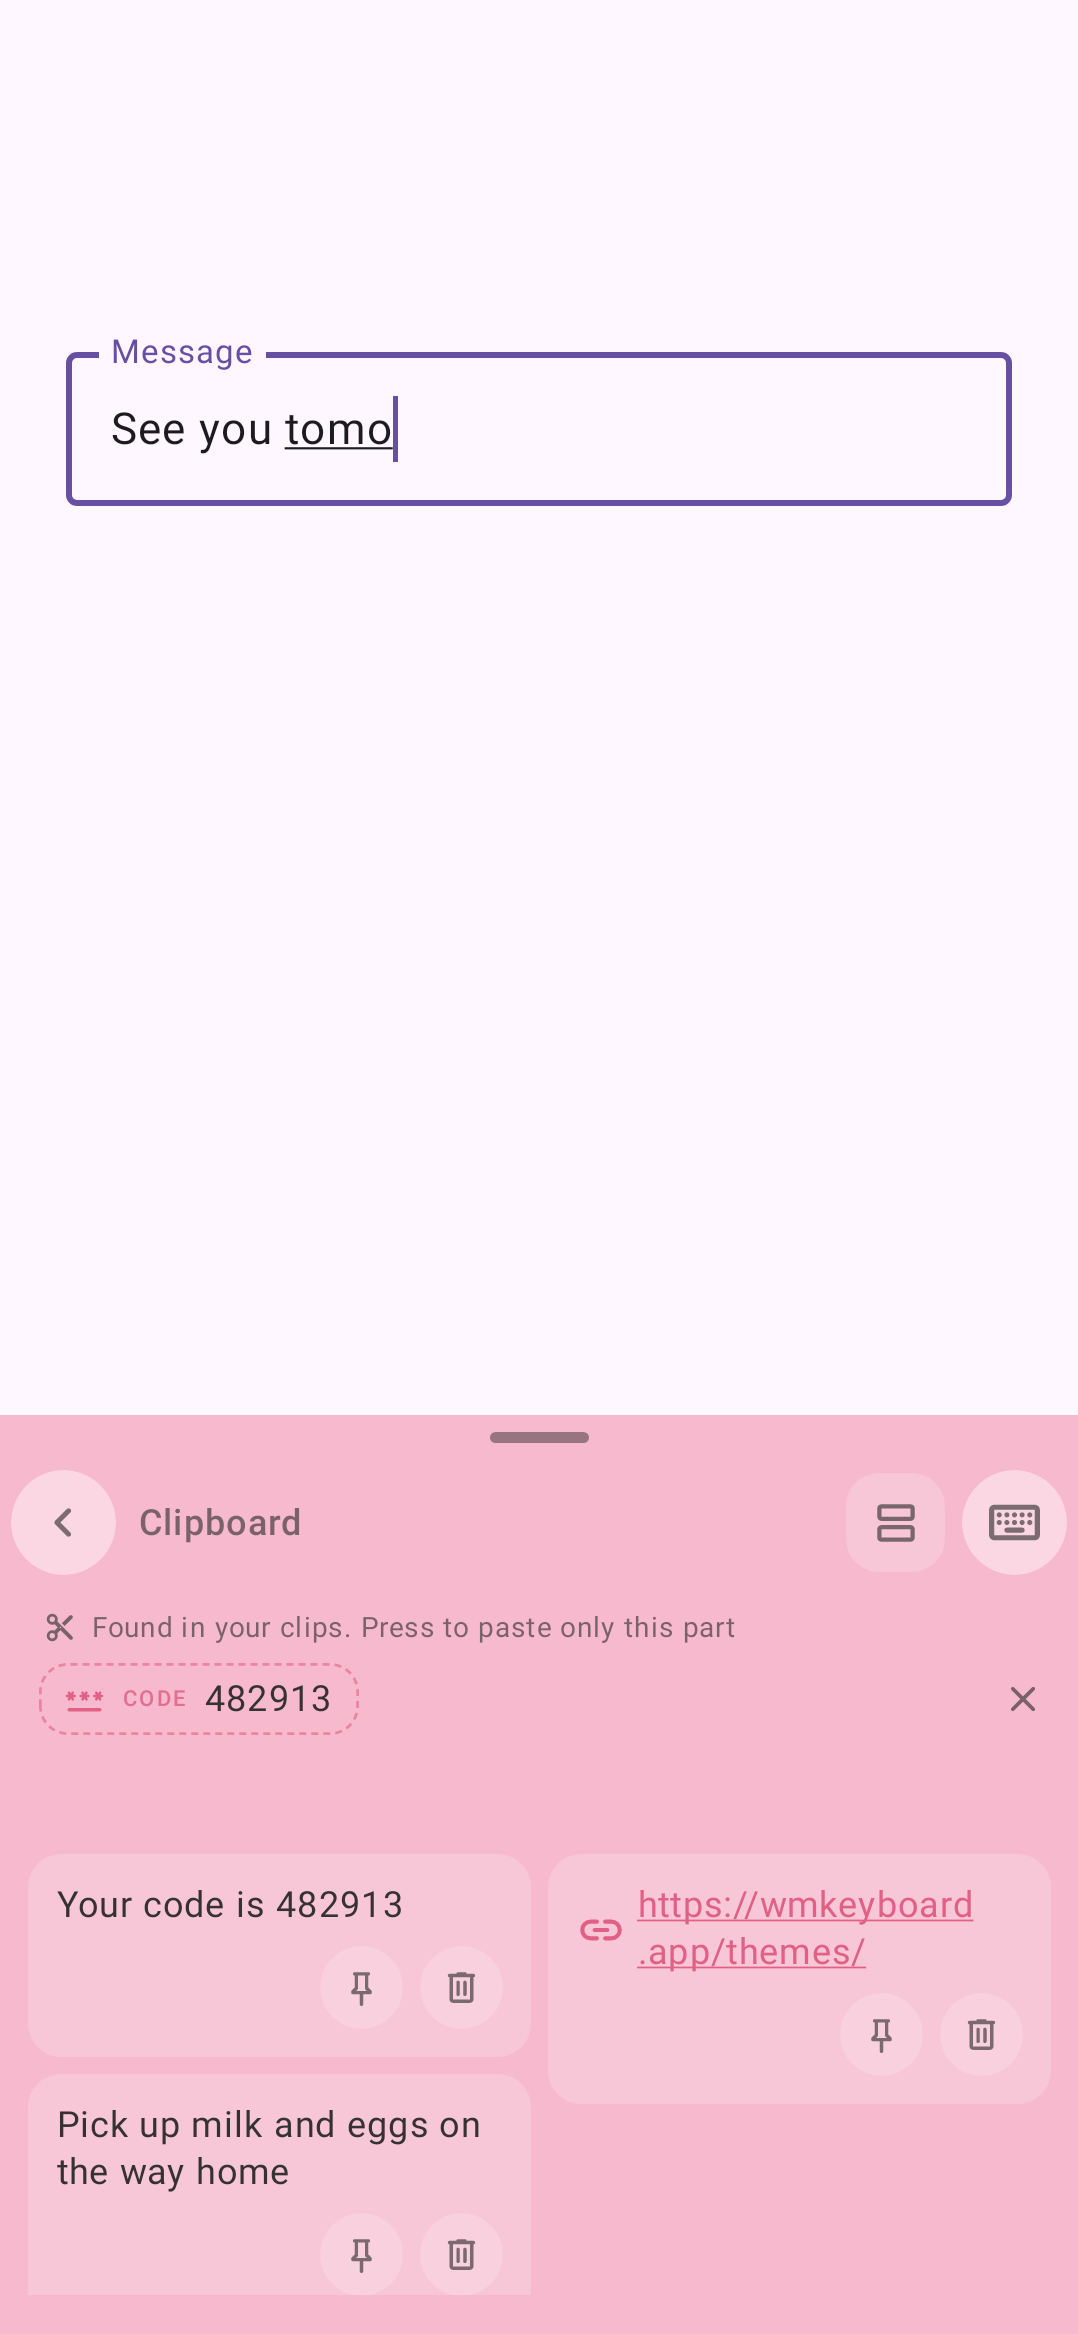 Message
See you tomo
Clipboard
Found in your clips. Press to paste only this part
*** CODE 482913
Your code is 482913
https://wmkeyboard
.app/themes/
Pick up milk and eggs on
the way home